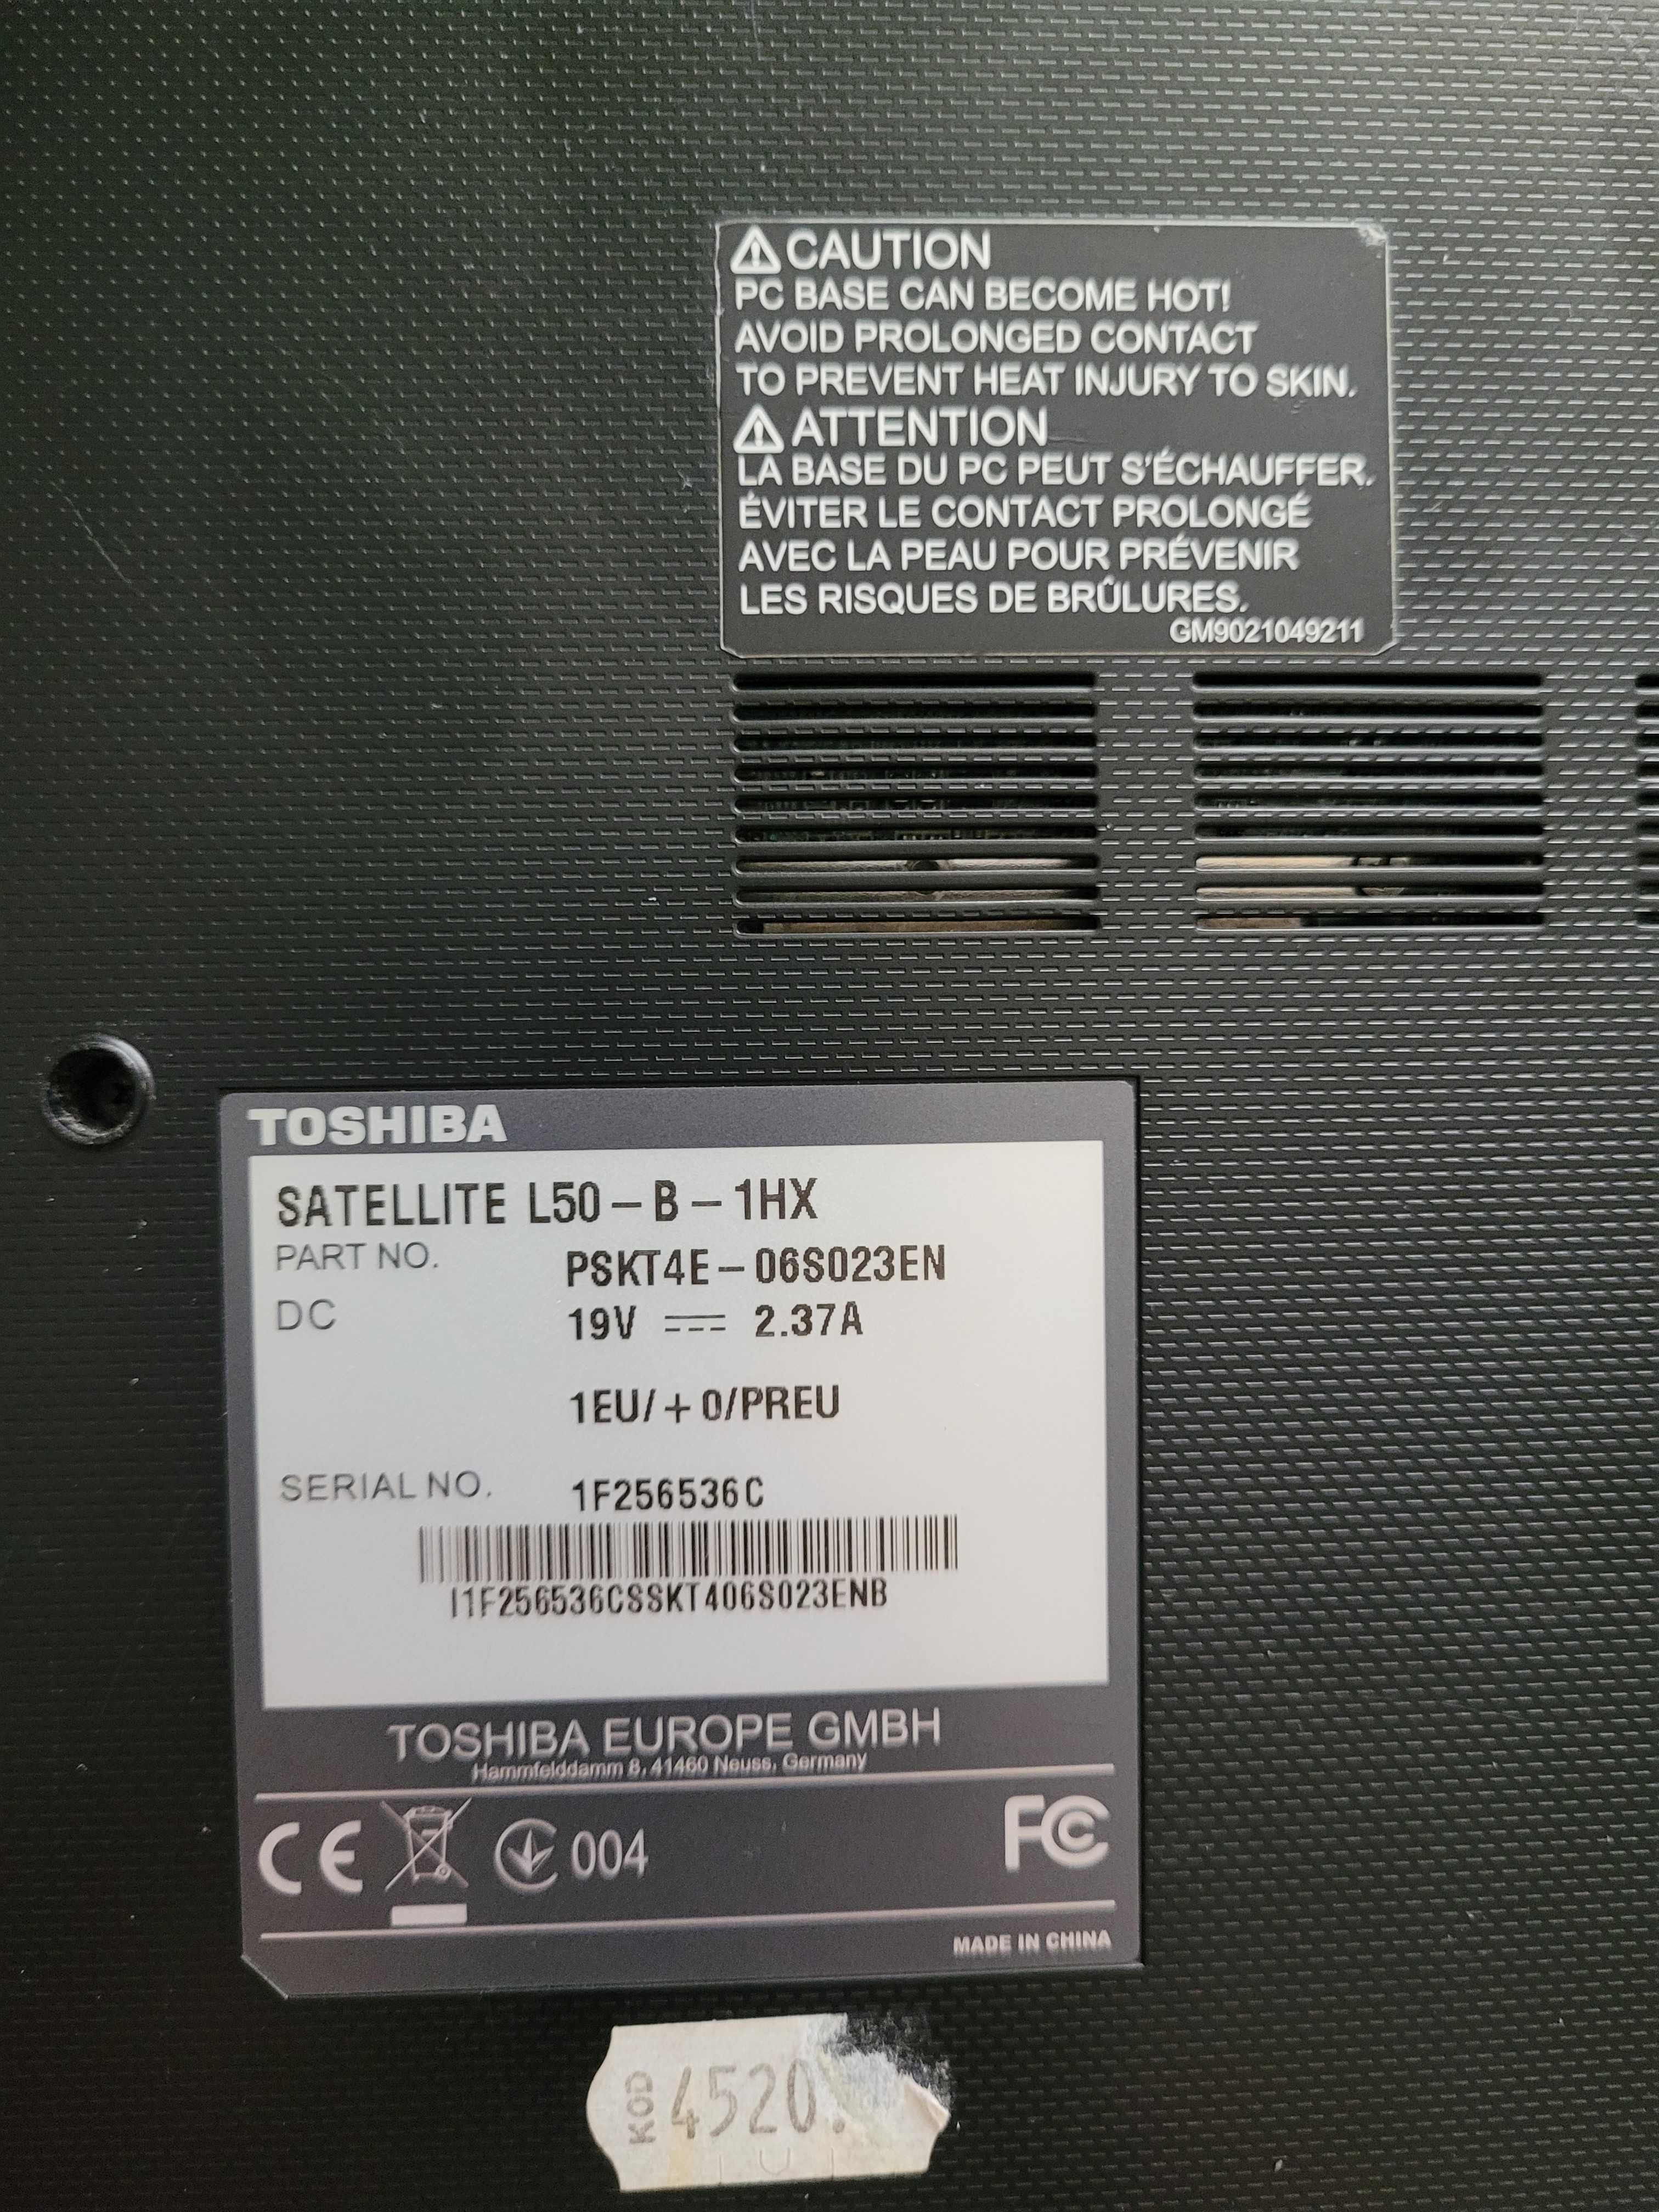 CAUTION
PC BASE CAN BECOME HOT!
AVOID PROLONGED CONTACT
TO PREVENT HEAT INJURY TO SKIN.
ATTENTION
LA BASE DU PC PEUT S'ÉCHAUFFER.
ÉVITER LE CONTACT PROLONGÉ
AVEC LA PEAU POUR PRÉVENIR
LES RISQUES DE BRÛLURES.
GM9021049211
TOSHIBA
SATELLITE L50-B-1HX
PART NO. PSKT4E-06S023EN
DC 19V ⎓ 2.37A
1EU/+0/PREU
SERIAL NO. 1F256536C
I1F256536CSSKT406S023ENB
TOSHIBA EUROPE GMBH
Hammfelddamm 8, 41460 Neuss, Germany
CE 004 FC
MADE IN CHINA
KOD 4520.